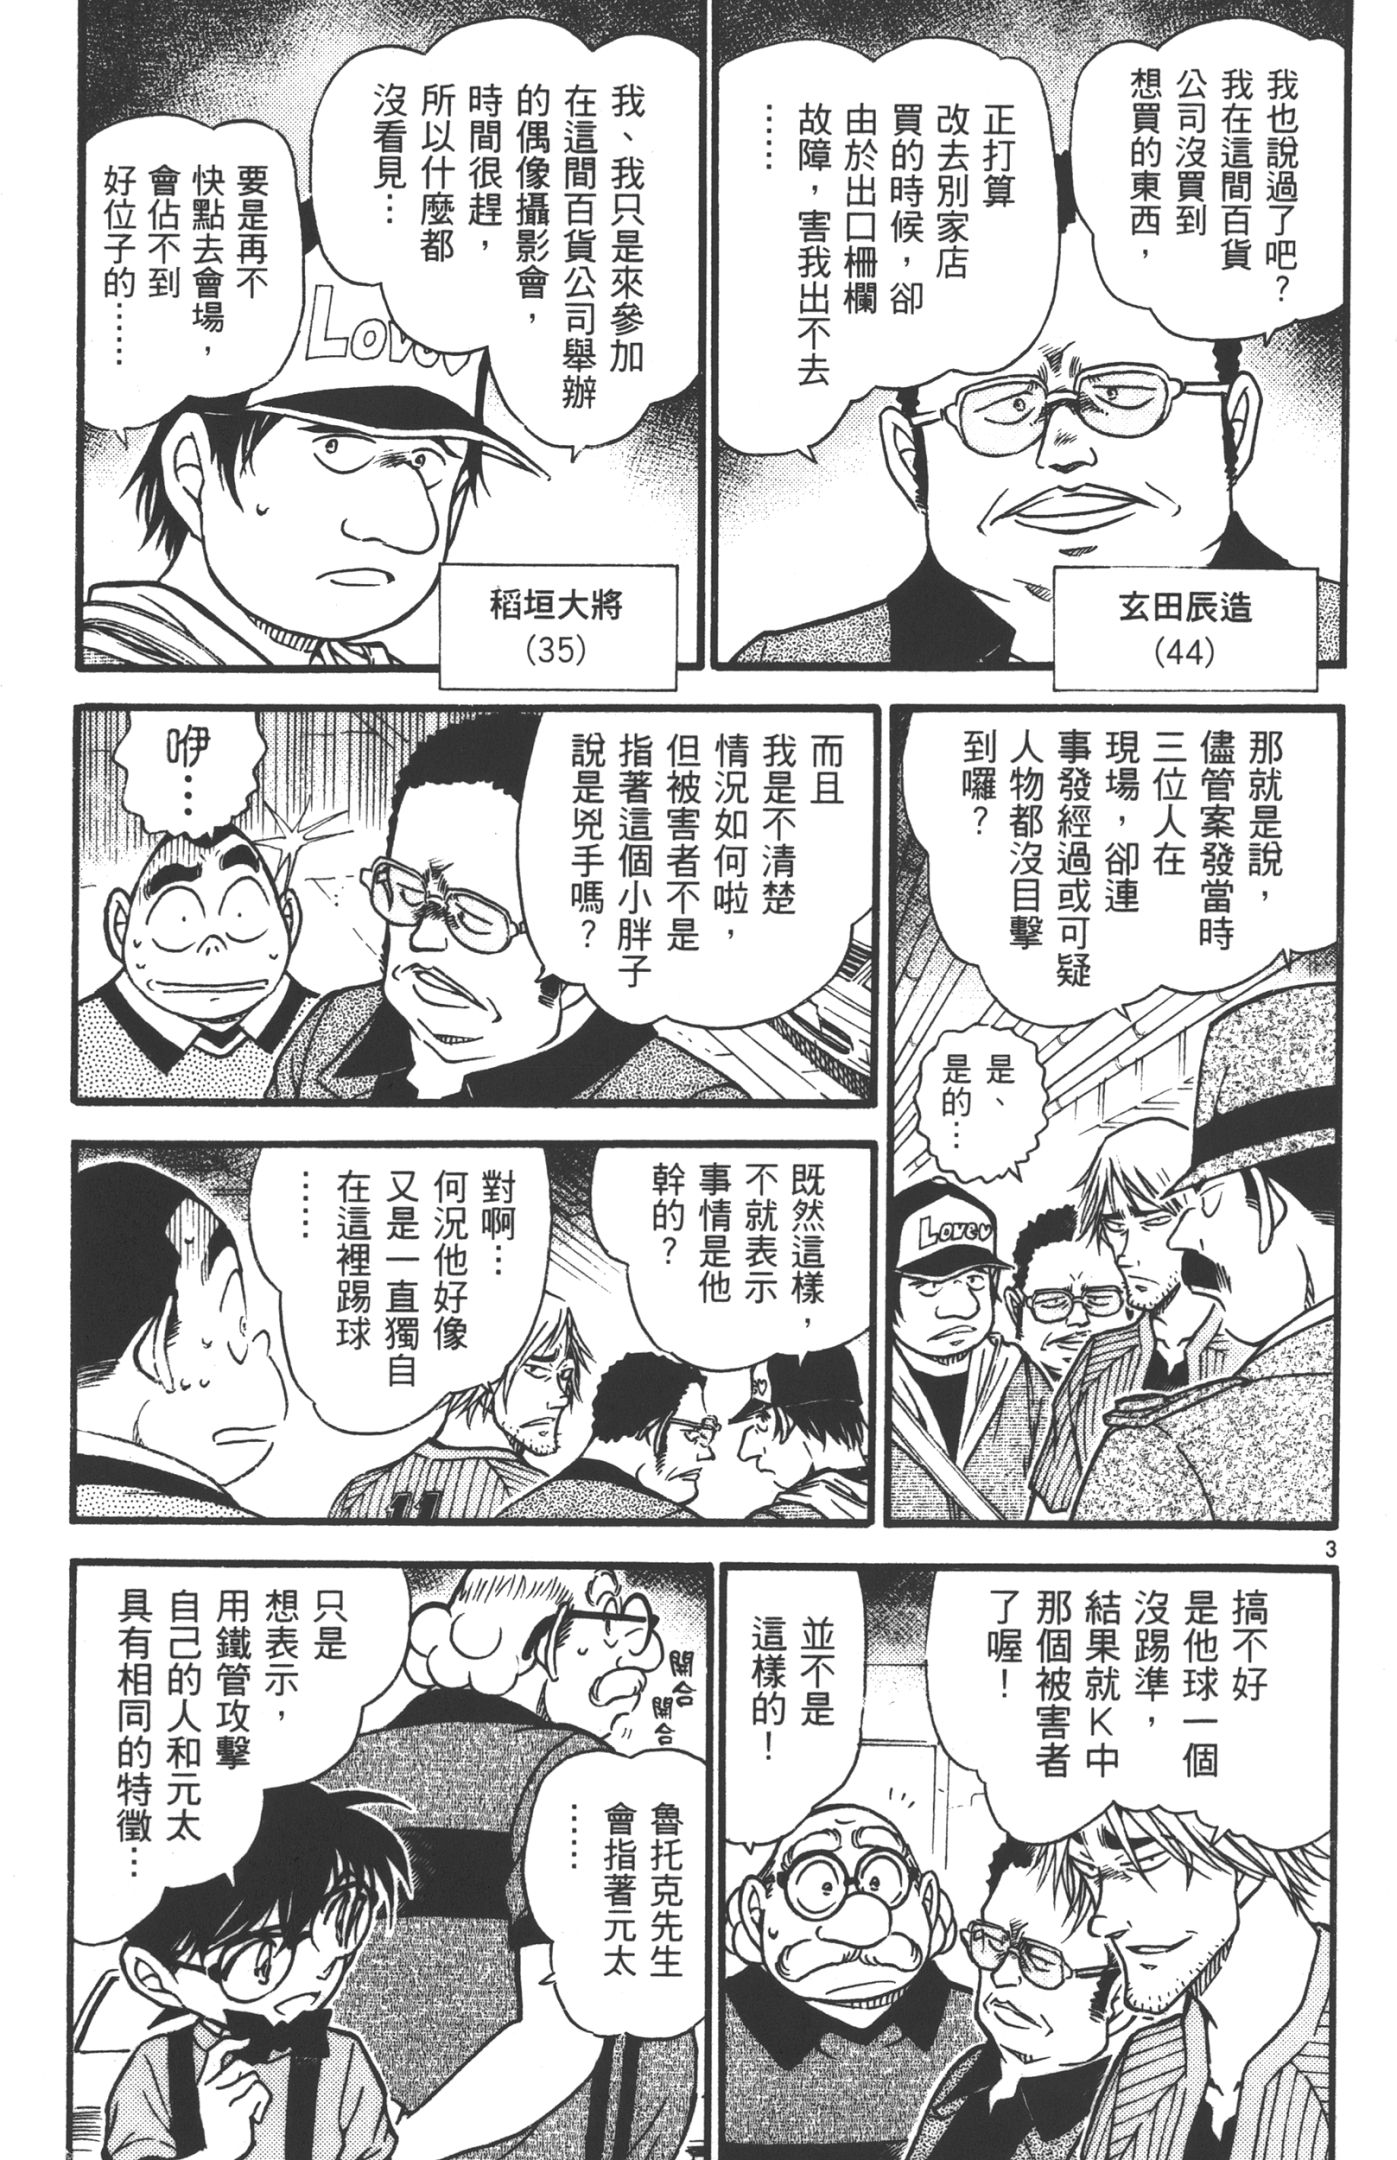 我也說過了吧？
我在這間百貨
公司沒買到
想買的東西，
正打算
改去別家店
買的時候，卻
由於出口柵欄
故障，害我出不去
……
玄田辰造
(44)
我、我只是來參加
在這間百貨公司舉辦
的偶像攝影會，
時間很趕，
所以什麼都
沒看見…
要是再不
快點去會場，
會佔不到
好位子的……
Love♡
稻垣大將
(35)
那就是說，
儘管案發當時
三位人在
現場，卻連
事發經過或可疑
人物都沒目擊
到囉？
是、
是的…
Love♡
而且
我是不清楚
情況如何啦，
但被害者不是
指著這個小胖子
說是兇手嗎？
咿…
既然這樣，
不就表示
事情是他
幹的？
對啊…
何況他好像
又是一直獨自
在這裡踢球
……
11
3
搞不好
是他球一個
沒踢準，
結果就K中
那個被害者
了喔！
並不是
這樣的！
開合
開合
魯托克先生
會指著元太
……
只是
想表示，
用鐵管攻擊
自己的人和元太
具有相同的特徵…